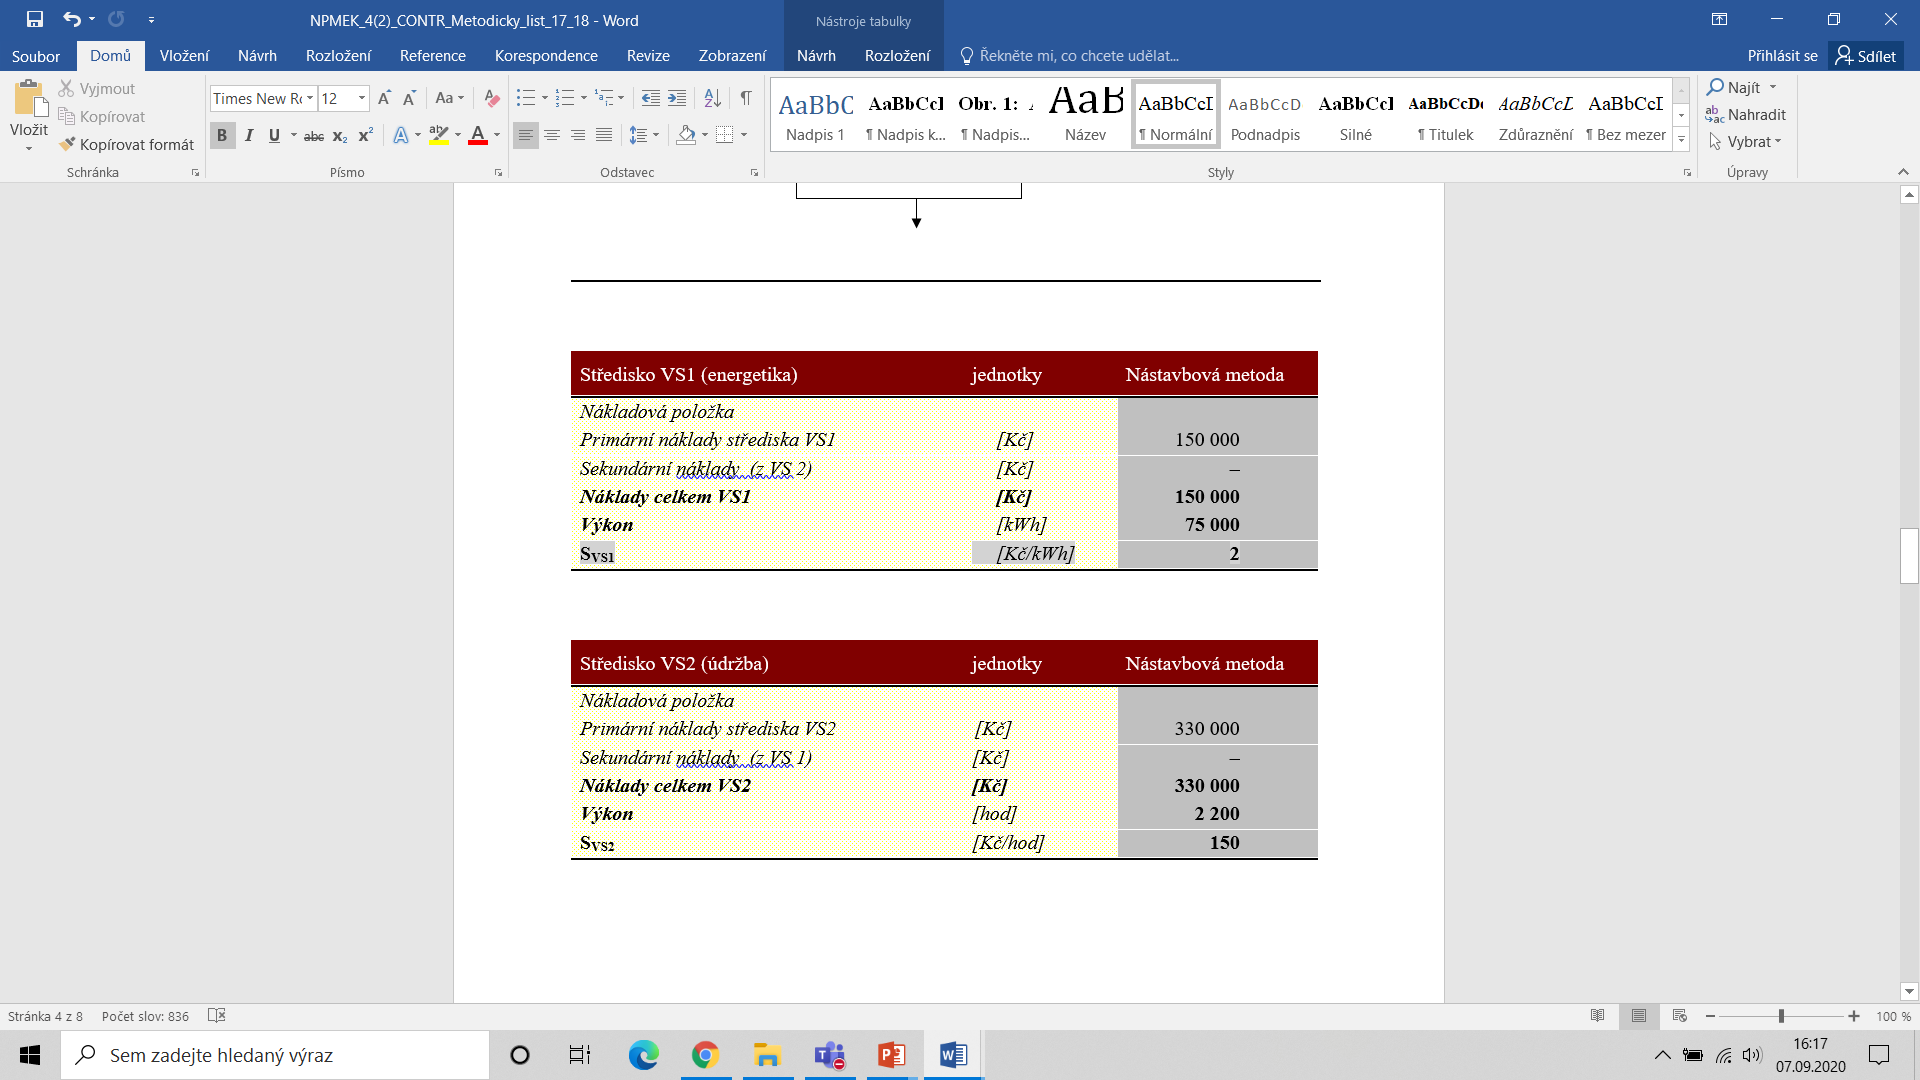 NPMEK_4(2)_CONTR_Metodicky_list_17_18 - Word
Nástroje tabulky
Soubor Domů Vložení Návrh Rozložení Reference Korespondence Revize Zobrazení Návrh Rozložení Řekněte mi, co chcete udělat... Přihlásit se Sdílet
Vložit
Vyjmout
Kopírovat
Kopírovat formát
Schránka
Times New Ro 12
Písmo
Odstavec
AaBbC AaBbCcI Obr. 1: AaB AaBbCcI AaBbCcD AaBbCcI AaBbCcDd AaBbCcL AaBbCcI
Nadpis 1 ¶ Nadpis k... ¶ Nadpis... Název ¶ Normální Podnadpis Silné ¶ Titulek Zdůraznění ¶ Bez mezer
Styly
Najít
Nahradit
Vybrat
Úpravy
Středisko VS1 (energetika) jednotky Nástavbová metoda
Nákladová položka
Primární náklady střediska VS1 [Kč] 150 000
Sekundární náklady (z VS 2) [Kč] –
Náklady celkem VS1 [Kč] 150 000
Výkon [kWh] 75 000
SVS1 [Kč/kWh] 2
Středisko VS2 (údržba) jednotky Nástavbová metoda
Nákladová položka
Primární náklady střediska VS2 [Kč] 330 000
Sekundární náklady (z VS 1) [Kč] –
Náklady celkem VS2 [Kč] 330 000
Výkon [hod] 2 200
SVS2 [Kč/hod] 150
Stránka 4 z 8 Počet slov: 836 100 %
Sem zadejte hledaný výraz
16:17
07.09.2020